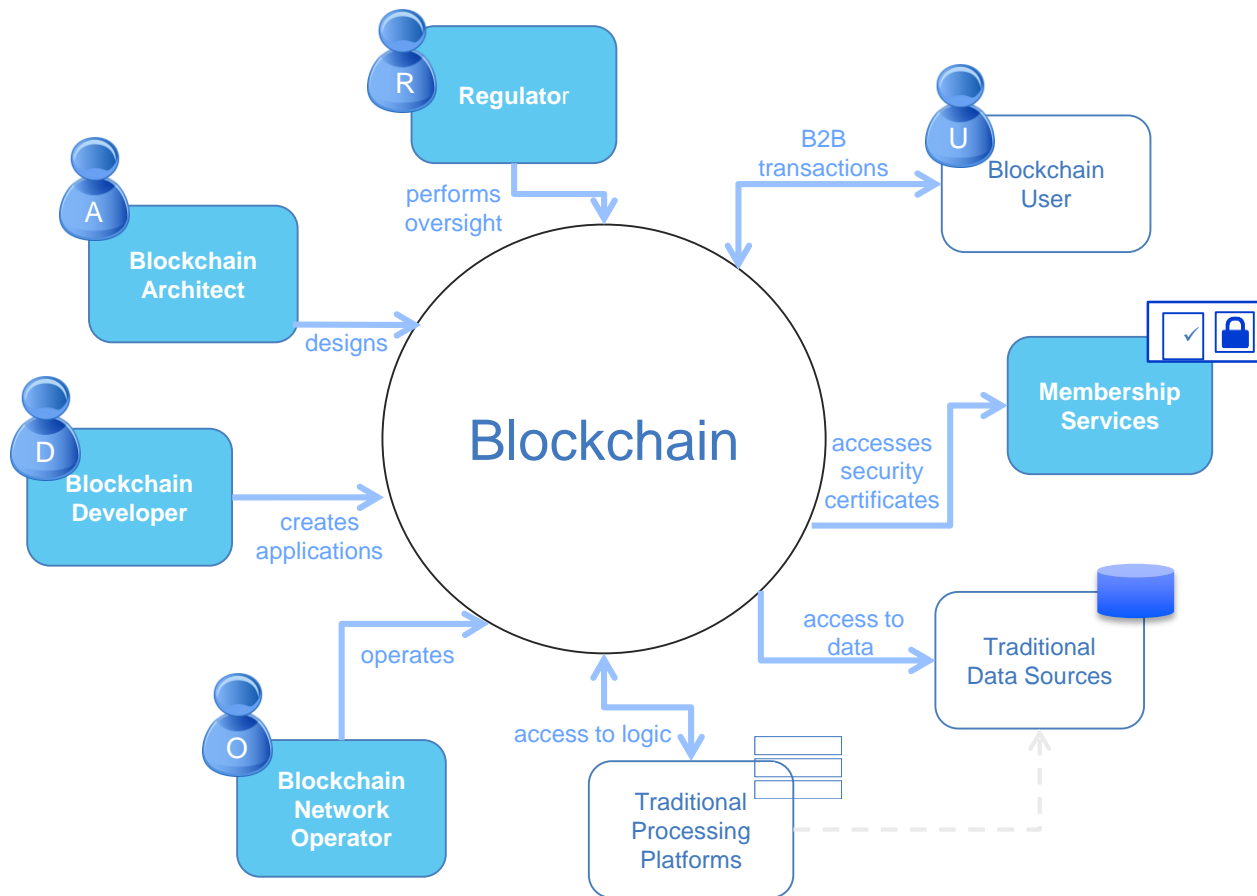 R
Regulator
performs
oversight
B2B
transactions
U
Blockchain
User
A
Blockchain
Architect
designs
Membership
Services
Blockchain
accesses
security
certificates
D
Blockchain
Developer
creates
applications
access to
data
Traditional
Data Sources
operates
O
Blockchain
Network
Operator
access to logic
Traditional
Processing
Platforms